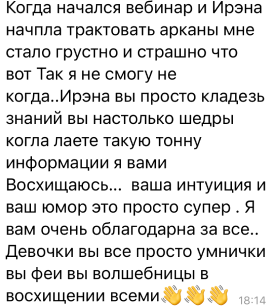 Когда начался вебинар и Ирэна
начпла трактовать арканы мне
стало грустно и страшно что
вот Так я не смогу не
когда..Ирэна вы просто кладезь
знаний вы настолько шедры
когла лаете такую тонну
информации я вами
Восхищаюсь... ваша интуиция и
ваш юмор это просто супер . Я
вам очень облагодарна за все..
Девочки вы все просто умнички
вы феи вы волшебницы в
восхищении всеми👋👋👋 18:14